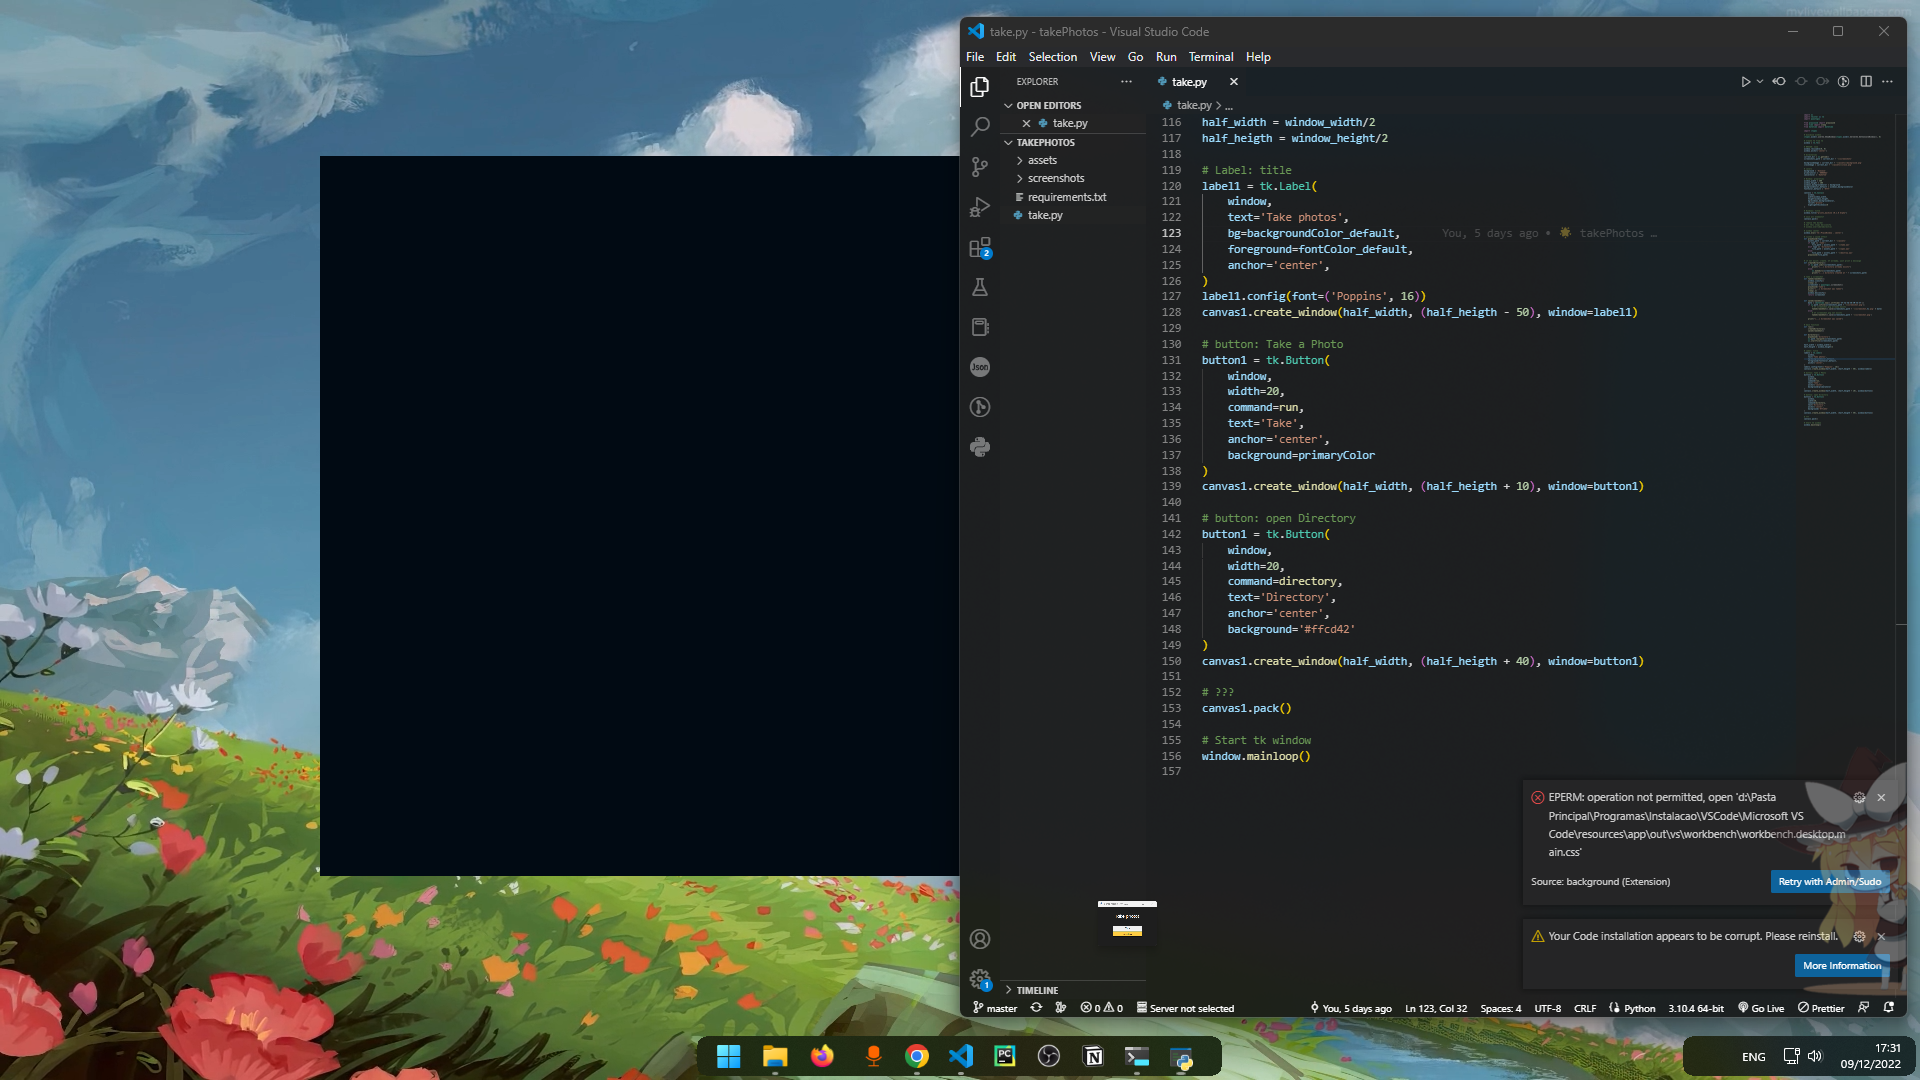 mylivewallpapers.com
take.py - takePhotos - Visual Studio Code
File Edit Selection View Go Run Terminal Help
EXPLORER
OPEN EDITORS
take.py
TAKEPHOTOS
assets
screenshots
requirements.txt
take.py
2
Json
1
TIMELINE
take.py
take.py > ...
116 half_width = window_width/2
117 half_heigth = window_height/2
118
119 # Label: title
120 label1 = tk.Label(
121 window,
122 text='Take photos',
123 bg=backgroundColor_default, You, 5 days ago • takePhotos …
124 foreground=fontColor_default,
125 anchor='center',
126 )
127 label1.config(font=('Poppins', 16))
128 canvas1.create_window(half_width, (half_heigth - 50), window=label1)
129
130 # button: Take a Photo
131 button1 = tk.Button(
132 window,
133 width=20,
134 command=run,
135 text='Take',
136 anchor='center',
137 background=primaryColor
138 )
139 canvas1.create_window(half_width, (half_heigth + 10), window=button1)
140
141 # button: open Directory
142 button1 = tk.Button(
143 window,
144 width=20,
145 command=directory,
146 text='Directory',
147 anchor='center',
148 background='#ffcd42'
149 )
150 canvas1.create_window(half_width, (half_heigth + 40), window=button1)
151
152 # ???
153 canvas1.pack()
154
155 # Start tk window
156 window.mainloop()
157
EPERM: operation not permitted, open 'd:\Pasta
Principal\Programas\Instalacao\VSCode\Microsoft VS
Code\resources\app\out\vs\workbench\workbench.desktop.m
ain.css'
Source: background (Extension)
Retry with Admin/Sudo
Your Code installation appears to be corrupt. Please reinstall.
More Information
master 0 0 Server not selected You, 5 days ago Ln 123, Col 32 Spaces: 4 UTF-8 CRLF Python 3.10.4 64-bit Go Live Prettier
PC
ENG
17:31
09/12/2022